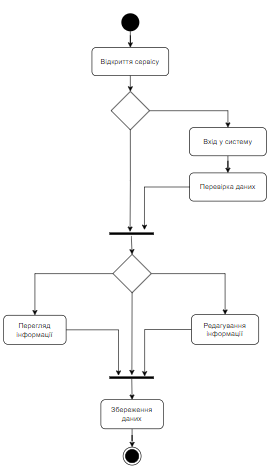 Відкриття сервісу
Вхід у систему
Перевірка даних
Перегляд
інформації
Редагування
інформації
Збереження
даних